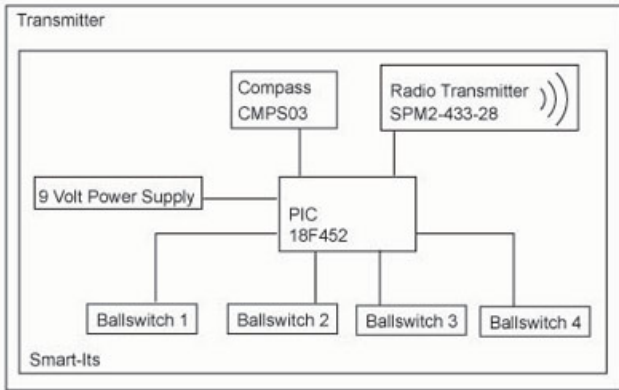 Transmitter
Compass
CMPS03
Radio Transmitter
SPM2-433-28
9 Volt Power Supply
PIC
18F452
Ballswitch 1
Ballswitch 2
Ballswitch 3
Ballswitch 4
Smart-Its